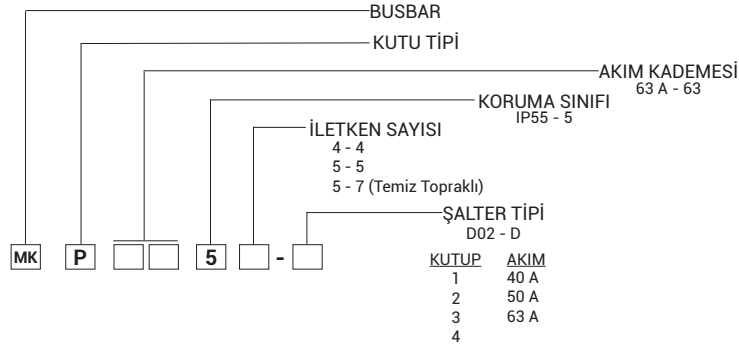 BUSBAR
KUTU TİPİ
AKIM KADEMESİ
63 A - 63
KORUMA SINIFI
IP55 - 5
İLETKEN SAYISI
4 - 4
5 - 5
5 - 7 (Temiz Topraklı)
ŞALTER TİPİ
D02 - D
MK P 5 -
KUTUP AKIM
1 40 A
2 50 A
3 63 A
4